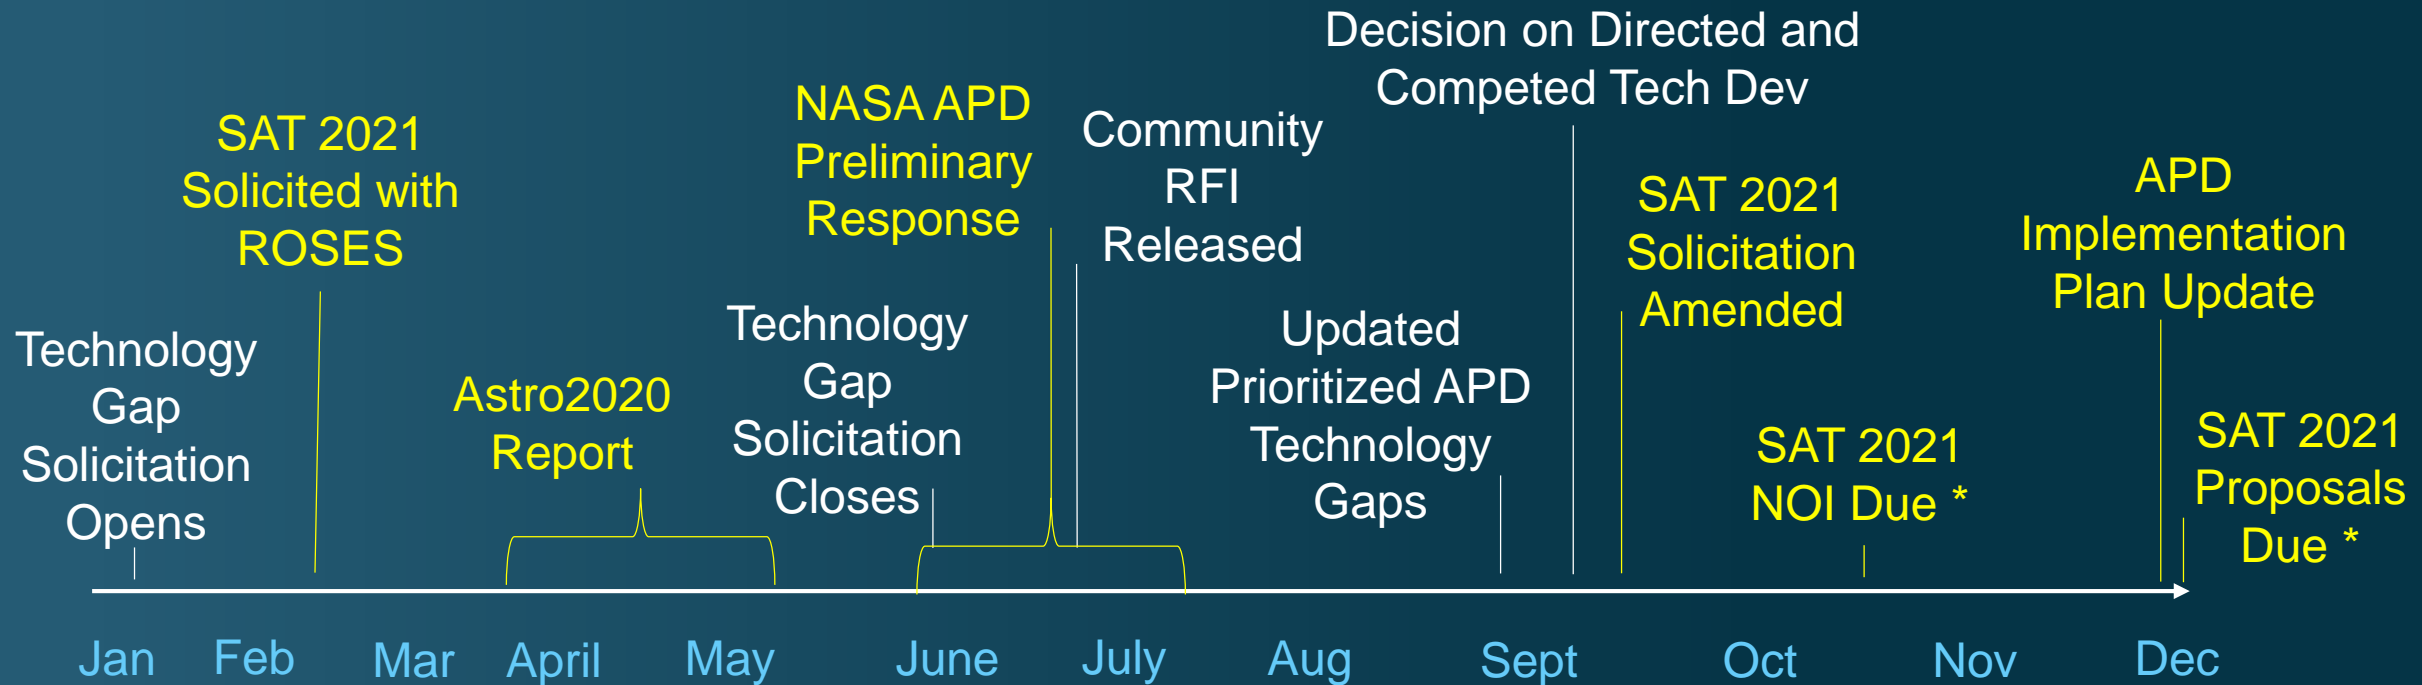 Technology
Gap
Solicitation
Opens
SAT 2021
Solicited with
ROSES
Astro2020
Report
Technology
Gap
Solicitation
Closes
NASA APD
Preliminary
Response
Community
RFI
Released
Updated
Prioritized APD
Technology
Gaps
Decision on Directed and
Competed Tech Dev
SAT 2021
Solicitation
Amended
SAT 2021
NOI Due *
APD
Implementation
Plan Update
SAT 2021
Proposals
Due *
Jan Feb Mar April May June July Aug Sept Oct Nov Dec